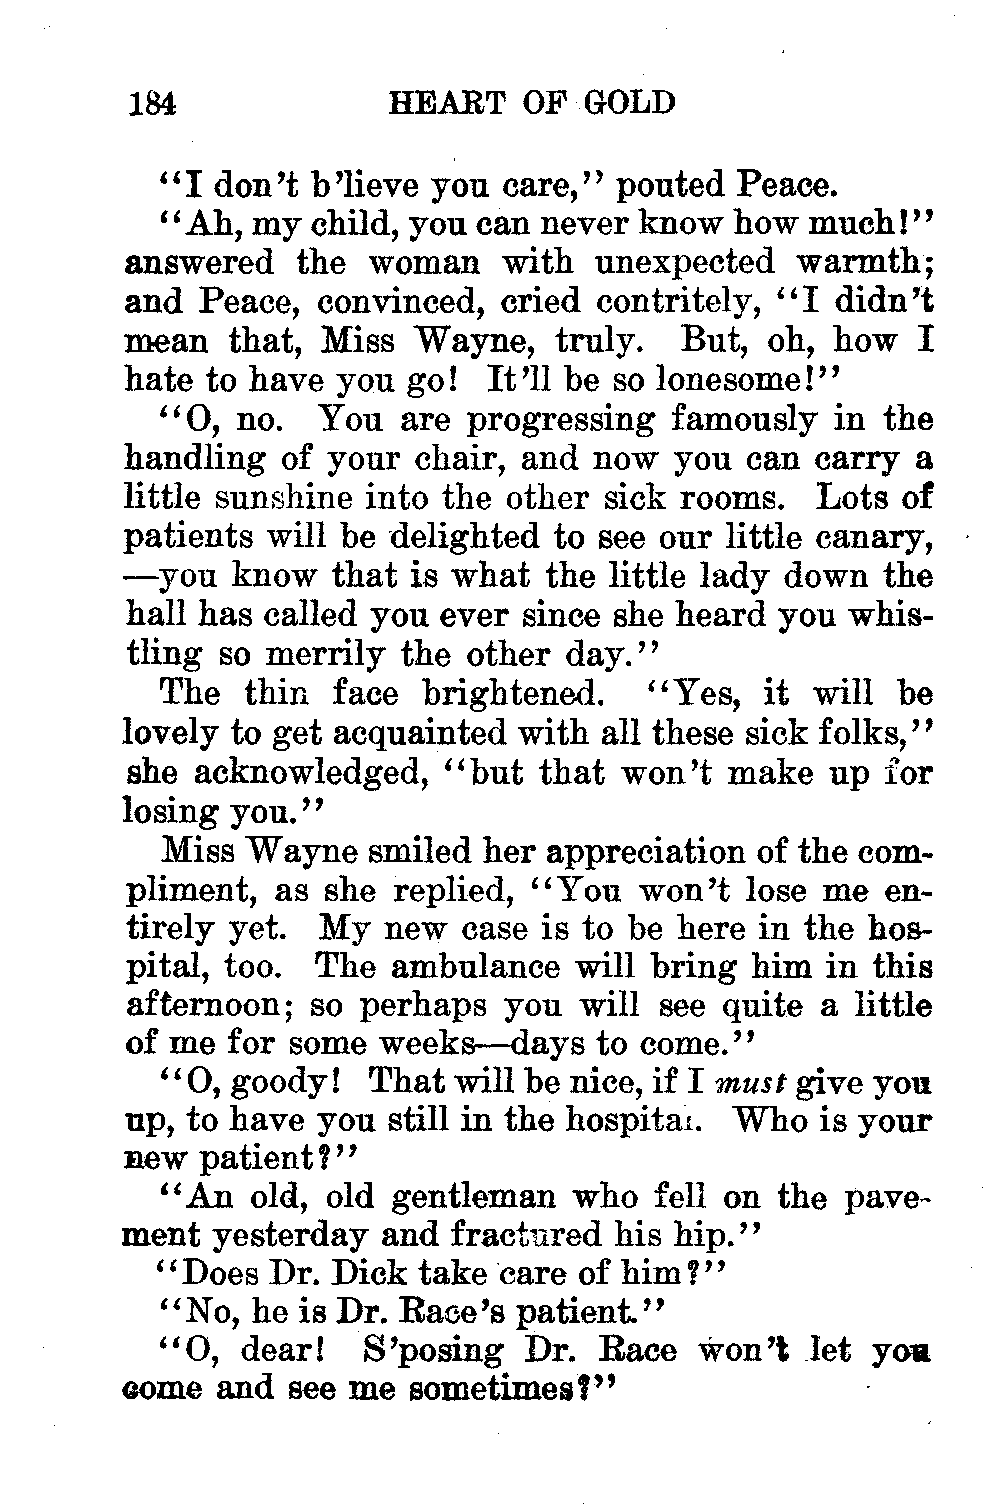 184 HEART OF GOLD
"I don't b'lieve you care," pouted Peace.
"Ah, my child, you can never know how much!"
answered the woman with unexpected warmth;
and Peace, convinced, cried contritely, "I didn't
mean that, Miss Wayne, truly. But, oh, how I
hate to have you go! It'll be so lonesome!"
"O, no. You are progressing famously in the
handling of your chair, and now you can carry a
little sunshine into the other sick rooms. Lots of
patients will be delighted to see our little canary,
—you know that is what the little lady down the
hall has called you ever since she heard you whis-
tling so merrily the other day."
The thin face brightened. "Yes, it will be
lovely to get acquainted with all these sick folks,"
she acknowledged, "but that won't make up for
losing you."
Miss Wayne smiled her appreciation of the com-
pliment, as she replied, "You won't lose me en-
tirely yet. My new case is to be here in the hos-
pital, too. The ambulance will bring him in this
afternoon; so perhaps you will see quite a little
of me for some weeks—days to come."
"O, goody! That will be nice, if I must give you
up, to have you still in the hospital. Who is your
new patient?"
"An old, old gentleman who fell on the pave-
ment yesterday and fractured his hip."
"Does Dr. Dick take care of him?"
"No, he is Dr. Race's patient."
"O, dear! S'posing Dr. Race won't let you
come and see me sometimes?"